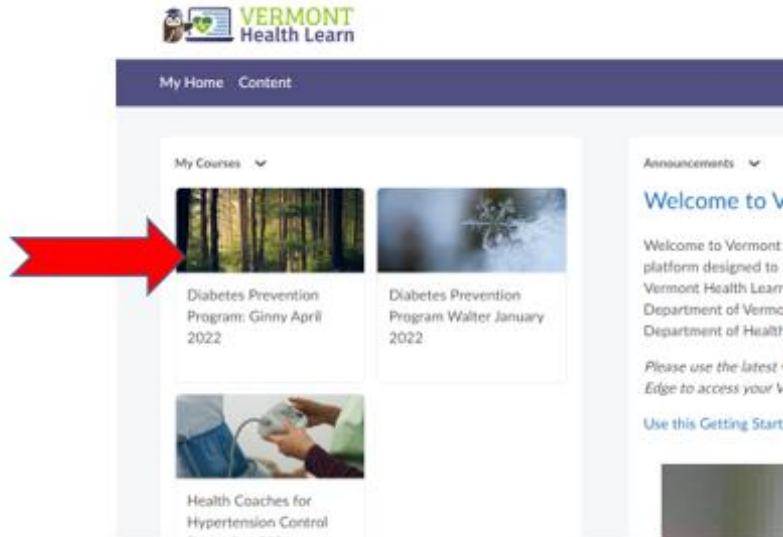 VERMONT
Health Learn
My Home Content
My Courses
Diabetes Prevention
Program: Ginny April
2022
Diabetes Prevention
Program Walter January
2022
Health Coaches for
Hypertension Control
Announcements
Welcome to V
Welcome to Vermont
platform designed to
Vermont Health Learn
Department of Vermo
Department of Health
Please use the latest
Edge to access your V
Use this Getting Start